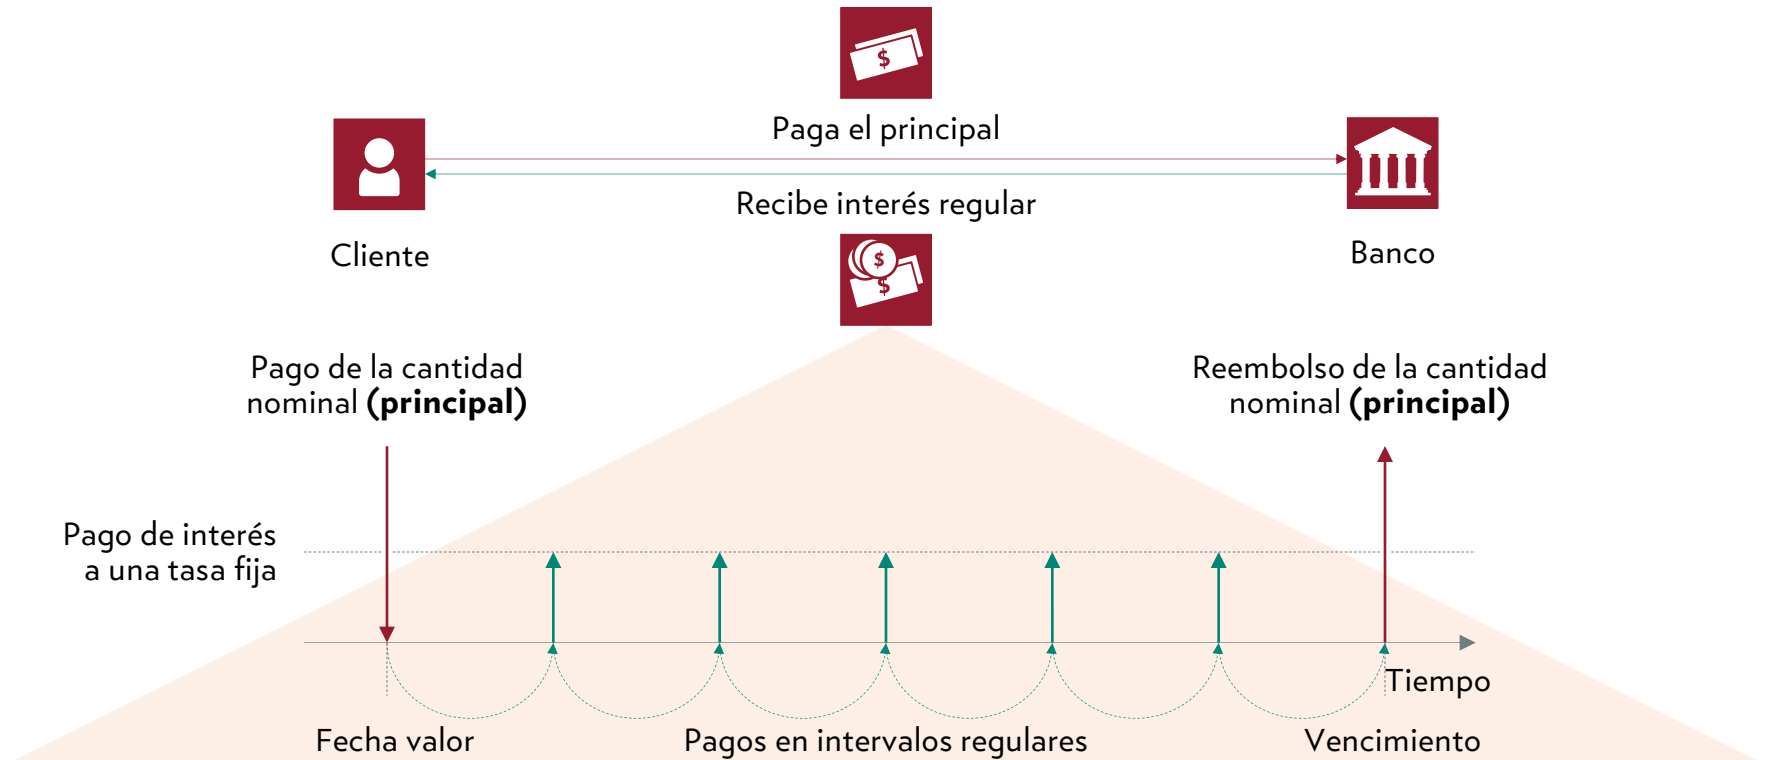 $
Paga el principal
Recibe interés regular
Cliente
Banco
$
$
Pago de la cantidad
nominal (principal)
Reembolso de la cantidad
nominal (principal)
Pago de interés
a una tasa fija
Tiempo
Fecha valor
Pagos en intervalos regulares
Vencimiento